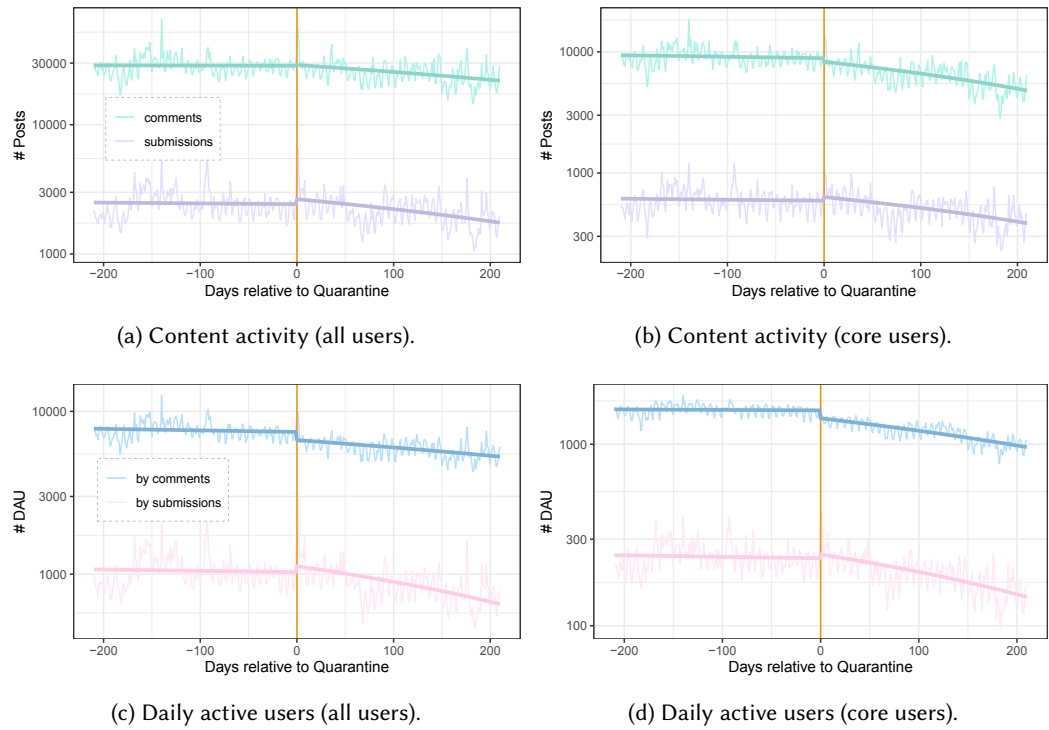 30000
10000
3000
1000
# Posts
comments
submissions
−200
−100
0
100
200
Days relative to Quarantine
(a) Content activity (all users).
10000
3000
1000
300
# Posts
−200
−100
0
100
200
Days relative to Quarantine
(b) Content activity (core users).
10000
3000
1000
# DAU
by comments
by submissions
−200
−100
0
100
200
Days relative to Quarantine
(c) Daily active users (all users).
1000
300
100
# DAU
−200
−100
0
100
200
Days relative to Quarantine
(d) Daily active users (core users).